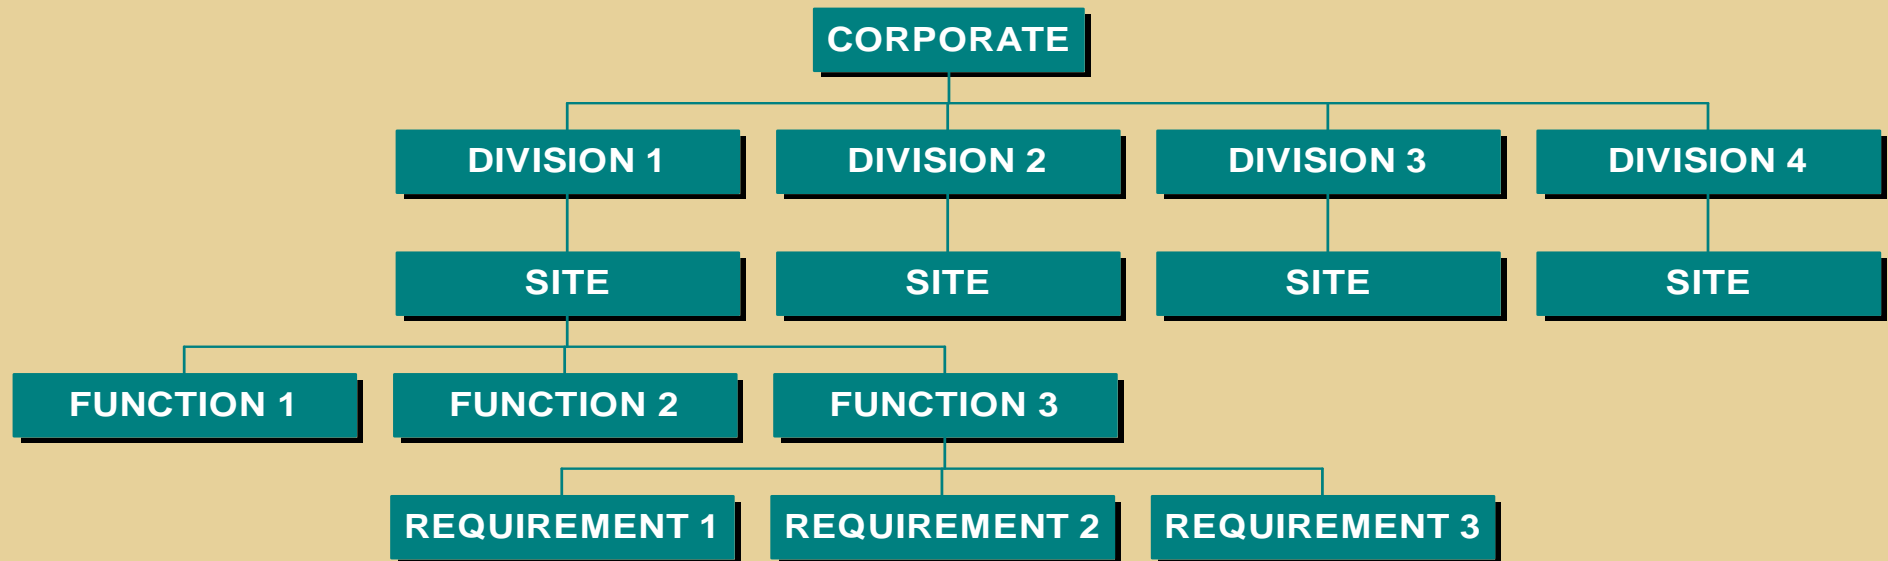 CORPORATE
DIVISION 1
DIVISION 2
DIVISION 3
DIVISION 4
SITE
SITE
SITE
SITE
FUNCTION 1
FUNCTION 2
FUNCTION 3
REQUIREMENT 1
REQUIREMENT 2
REQUIREMENT 3